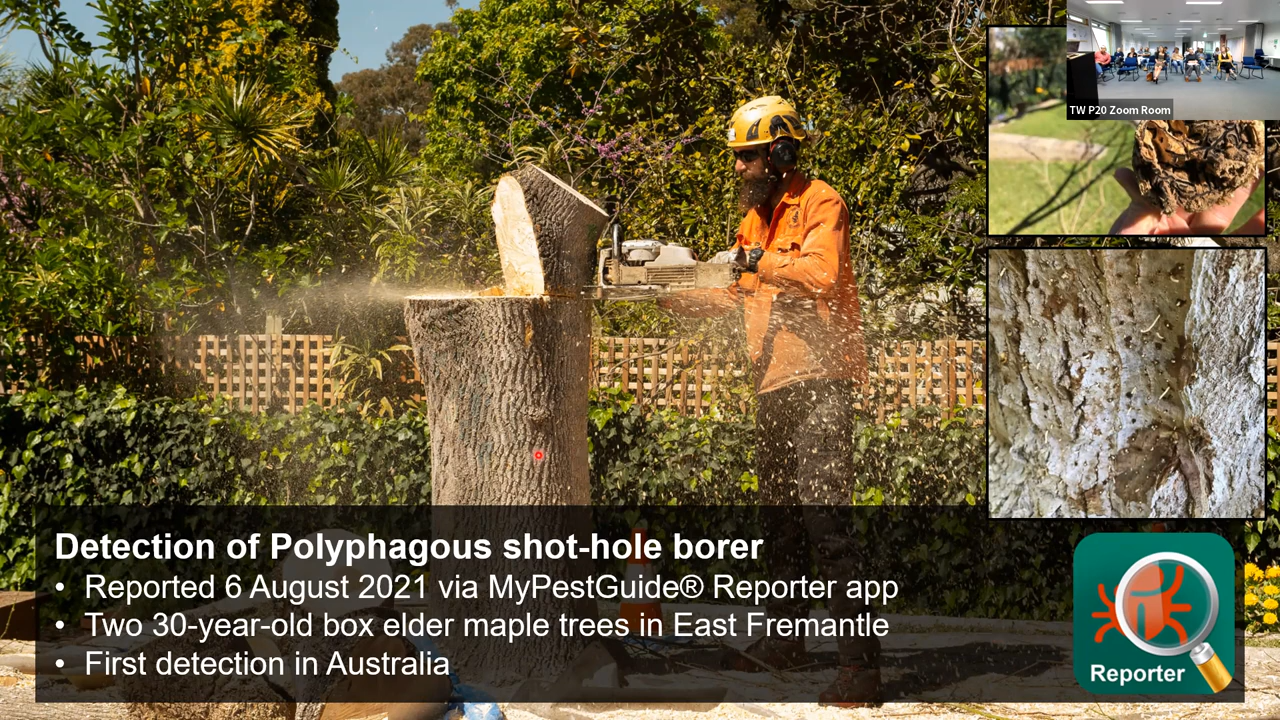 TW P20 Zoom Room
Detection of Polyphagous shot-hole borer
• Reported 6 August 2021 via MyPestGuide® Reporter app
• Two 30-year-old box elder maple trees in East Fremantle
• First detection in Australia
Reporter